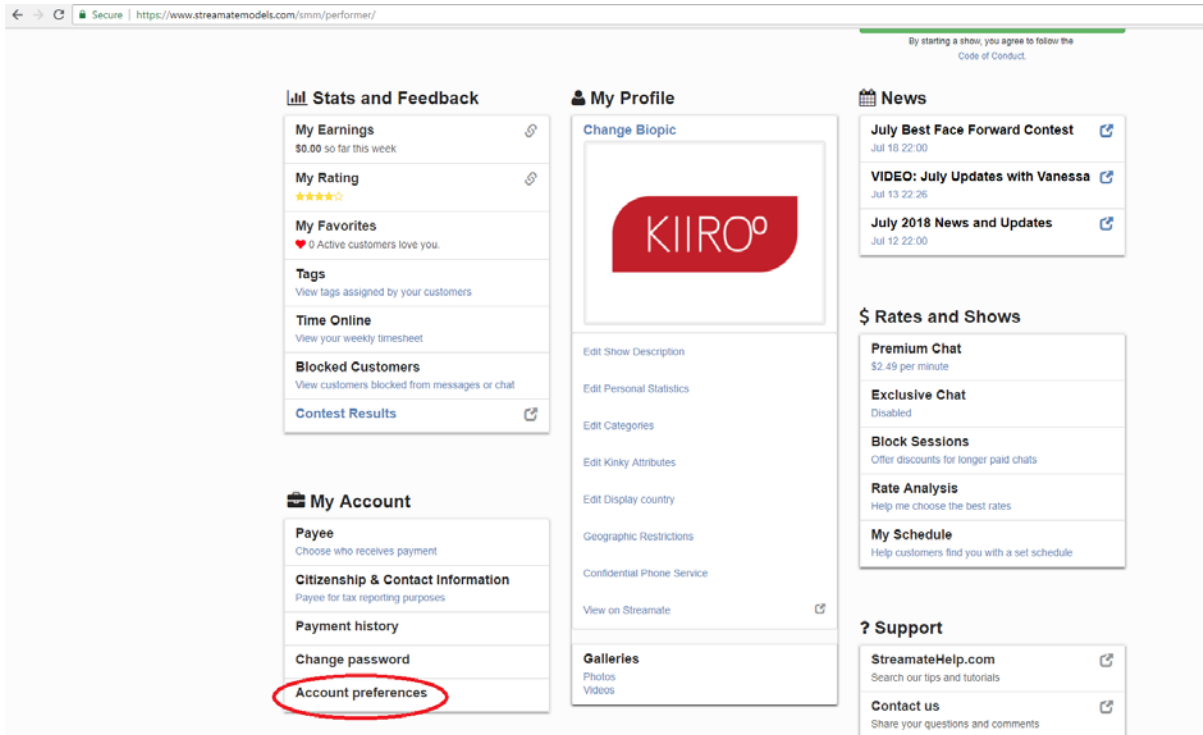 Secure | https://www.streamatemodels.com/smm/performer/
By starting a show, you agree to follow the
Code of Conduct.
Stats and Feedback
My Earnings
$0.00 so far this week
My Rating
My Favorites
0 Active customers love you.
Tags
View tags assigned by your customers
Time Online
View your weekly timesheet
Blocked Customers
View customers blocked from messages or chat
Contest Results
My Account
Payee
Choose who receives payment
Citizenship & Contact Information
Payee for tax reporting purposes
Payment history
Change password
Account preferences
My Profile
Change Biopic
KIIROO
Edit Show Description
Edit Personal Statistics
Edit Categories
Edit Kinky Attributes
Edit Display country
Geographic Restrictions
Confidential Phone Service
View on Streamate
Galleries
Photos
Videos
News
July Best Face Forward Contest
Jul 18 22:00
VIDEO: July Updates with Vanessa
Jul 13 22:26
July 2018 News and Updates
Jul 12 22:00
$ Rates and Shows
Premium Chat
$2.49 per minute
Exclusive Chat
Disabled
Block Sessions
Offer discounts for longer paid chats
Rate Analysis
Help me choose the best rates
My Schedule
Help customers find you with a set schedule
? Support
StreamateHelp.com
Search our tips and tutorials
Contact us
Share your questions and comments